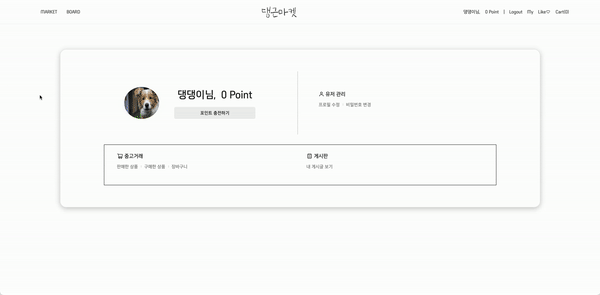 MARKET BOARD 댕근마켓 댕댕이님, 0 Point | Logout My Like♡ Cart
댕댕이님, 0 Point
포인트 충전하기
유저 관리
프로필 수정 · 비밀번호 변경
중고거래
판매한 상품 · 구매한 상품 · 장바구니
게시판
내 게시글 보기